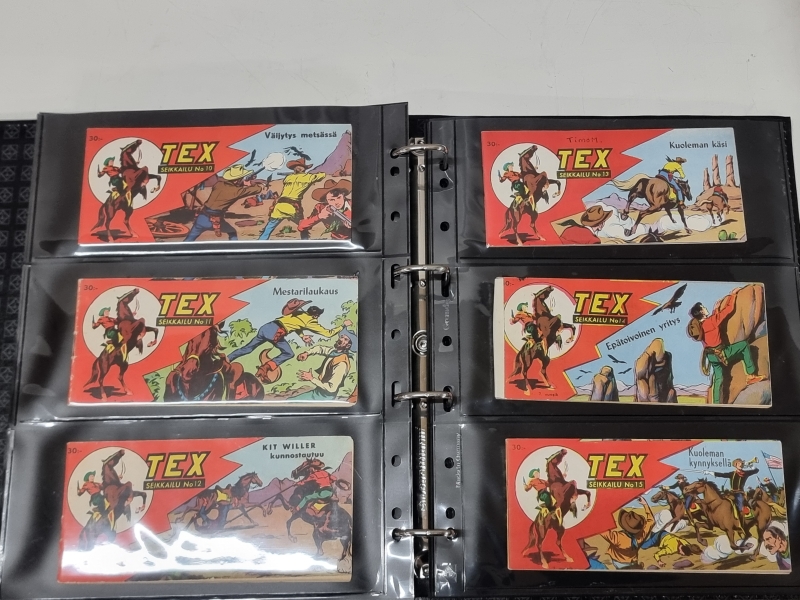 30:-
TEX
SEIKKAILU No 10
Väijytys metsässä
30:-
TEX
SEIKKAILU No 11
Mestarilaukaus
30:-
TEX
SEIKKAILU No 12
KIT WILLER
kunnostautuu
30:-
TEX
SEIKKAILU No 13
Kuoleman käsi
TEX
SEIKKAILU No 14
Epätoivoinen yritys
TEX
SEIKKAILU No 15
Kuoleman
kynnyksellä